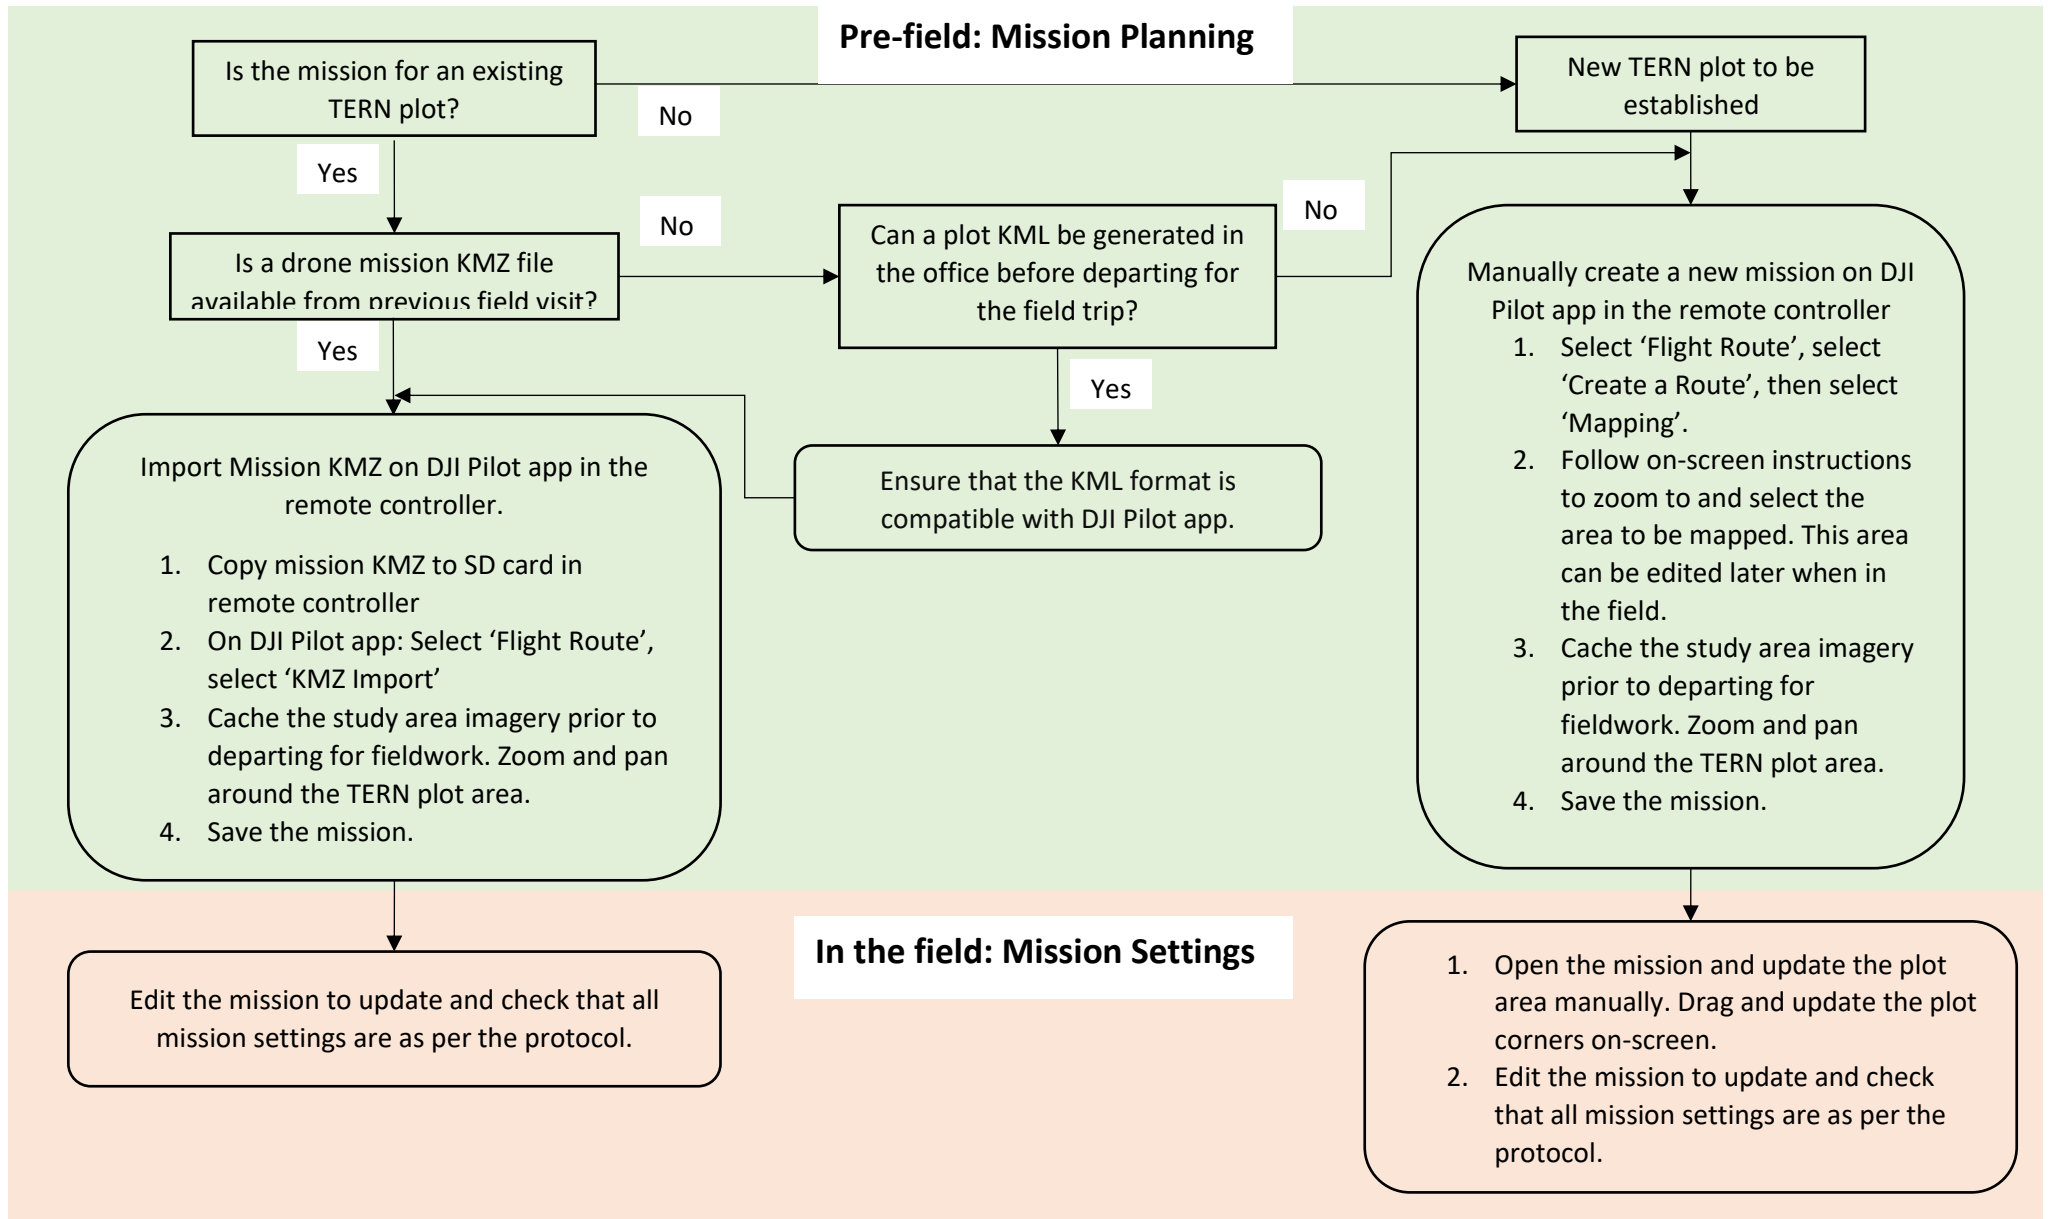 Pre-field: Mission Planning
Is the mission for an existing
TERN plot?
No
New TERN plot to be
established
Yes
Is a drone mission KMZ file
available from previous field visit?
No
Can a plot KML be generated in
the office before departing for
the field trip?
No
Yes
Yes
Ensure that the KML format is
compatible with DJI Pilot app.
Import Mission KMZ on DJI Pilot app in the
remote controller.
1. Copy mission KMZ to SD card in
remote controller
2. On DJI Pilot app: Select ‘Flight Route’,
select ‘KMZ Import’
3. Cache the study area imagery prior to
departing for fieldwork. Zoom and pan
around the TERN plot area.
4. Save the mission.
Manually create a new mission on DJI
Pilot app in the remote controller
1. Select ‘Flight Route’, select
‘Create a Route’, then select
‘Mapping’.
2. Follow on-screen instructions
to zoom to and select the
area to be mapped. This area
can be edited later when in
the field.
3. Cache the study area imagery
prior to departing for
fieldwork. Zoom and pan
around the TERN plot area.
4. Save the mission.
In the field: Mission Settings
Edit the mission to update and check that all
mission settings are as per the protocol.
1. Open the mission and update the plot
area manually. Drag and update the plot
corners on-screen.
2. Edit the mission to update and check
that all mission settings are as per the
protocol.